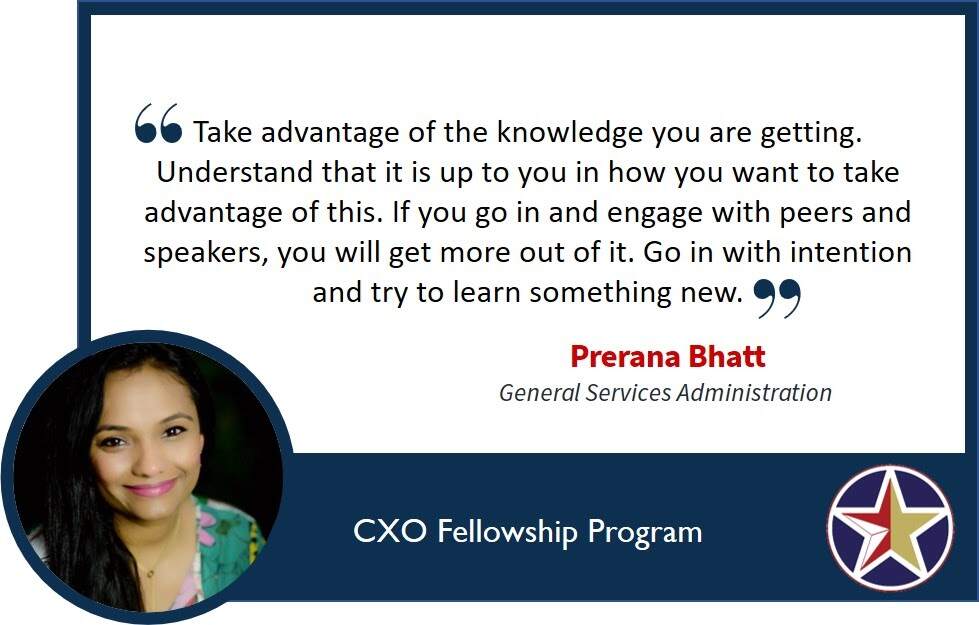 “ Take advantage of the knowledge you are getting.
Understand that it is up to you in how you want to take
advantage of this. If you go in and engage with peers and
speakers, you will get more out of it. Go in with intention
and try to learn something new. ”
Prerana Bhatt
General Services Administration
CXO Fellowship Program